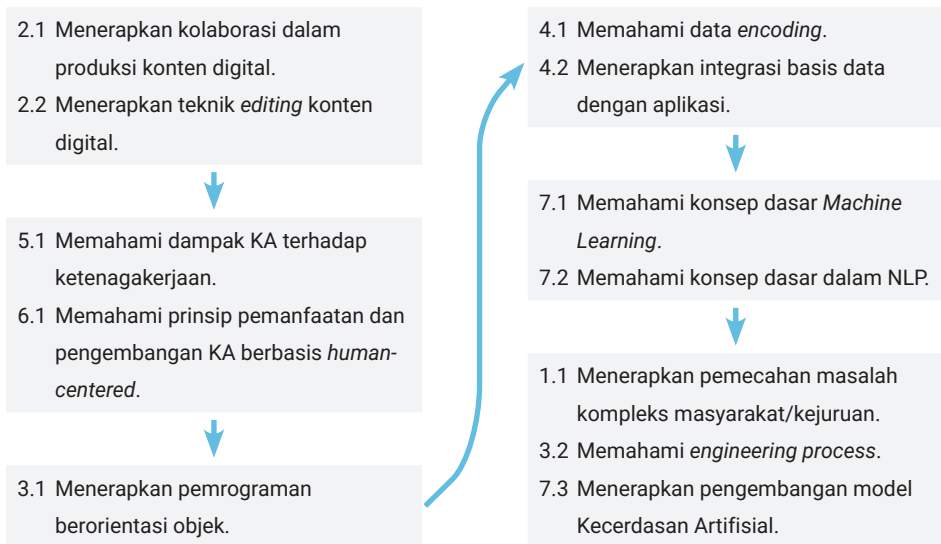 2.1 Menerapkan kolaborasi dalam
produksi konten digital.
2.2 Menerapkan teknik editing konten
digital.
5.1 Memahami dampak KA terhadap
ketenagakerjaan.
6.1 Memahami prinsip pemanfaatan dan
pengembangan KA berbasis human-
centered.
3.1 Menerapkan pemrograman
berorientasi objek.
4.1 Memahami data encoding.
4.2 Menerapkan integrasi basis data
dengan aplikasi.
7.1 Memahami konsep dasar Machine
Learning.
7.2 Memahami konsep dasar dalam NLP.
1.1 Menerapkan pemecahan masalah
kompleks masyarakat/kejuruan.
3.2 Memahami engineering process.
7.3 Menerapkan pengembangan model
Kecerdasan Artifisial.